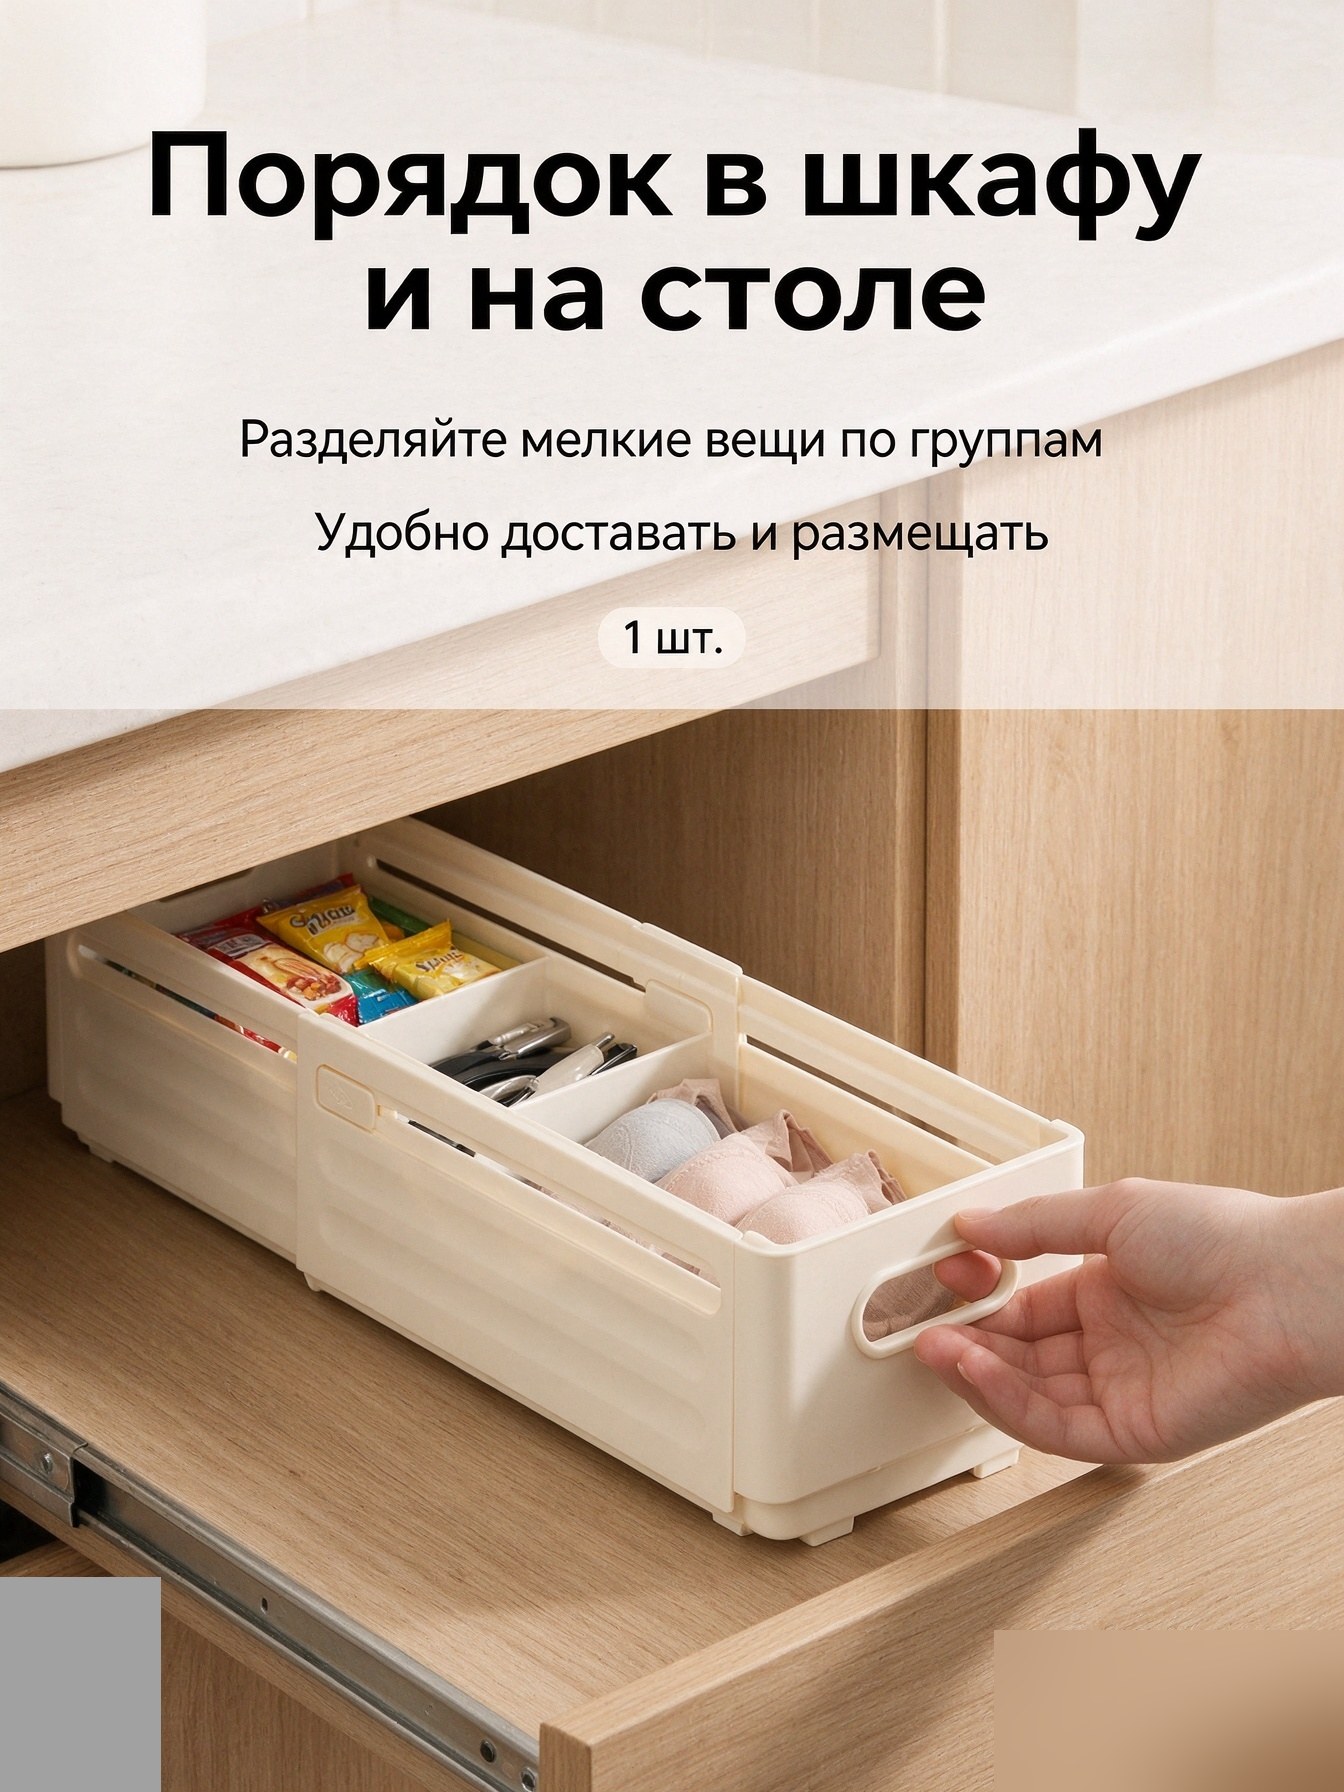 Порядок в шкафу
и на столе
Разделяйте мелкие вещи по группам
Удобно доставать и размещать
1 шт.